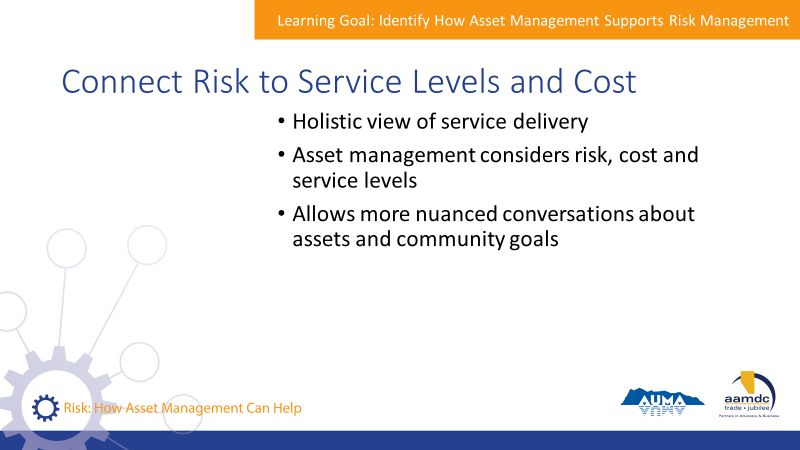 Learning Goal: Identify How Asset Management Supports Risk Management
Connect Risk to Service Levels and Cost
• Holistic view of service delivery
• Asset management considers risk, cost and
service levels
• Allows more nuanced conversations about
assets and community goals
Risk: How Asset Management Can Help
AUMA
aamdc
trade • jubilee
Partners in Advocacy & Business